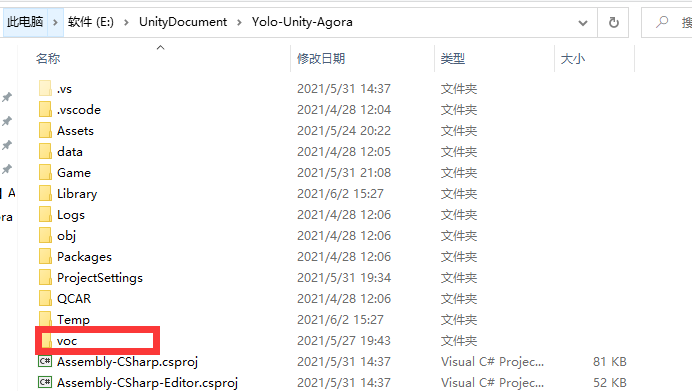 此电脑 > 软件 (E:) > UnityDocument > Yolo-Unity-Agora
名称 修改日期 类型 大小
.vs 2021/5/31 14:37 文件夹
.vscode 2021/4/28 12:04 文件夹
Assets 2021/5/24 20:22 文件夹
data 2021/4/28 12:05 文件夹
Game 2021/5/31 21:08 文件夹
Library 2021/6/2 15:27 文件夹
Logs 2021/4/28 12:06 文件夹
obj 2021/4/28 12:06 文件夹
Packages 2021/4/28 12:06 文件夹
ProjectSettings 2021/5/31 19:34 文件夹
QCAR 2021/4/28 12:06 文件夹
Temp 2021/6/2 15:27 文件夹
voc 2021/5/27 19:43 文件夹
C# Assembly-CSharp.csproj 2021/5/31 14:37 Visual C# Projec... 81 KB
C# Assembly-CSharp-Editor.csproj 2021/5/31 14:37 Visual C# Projec... 52 KB